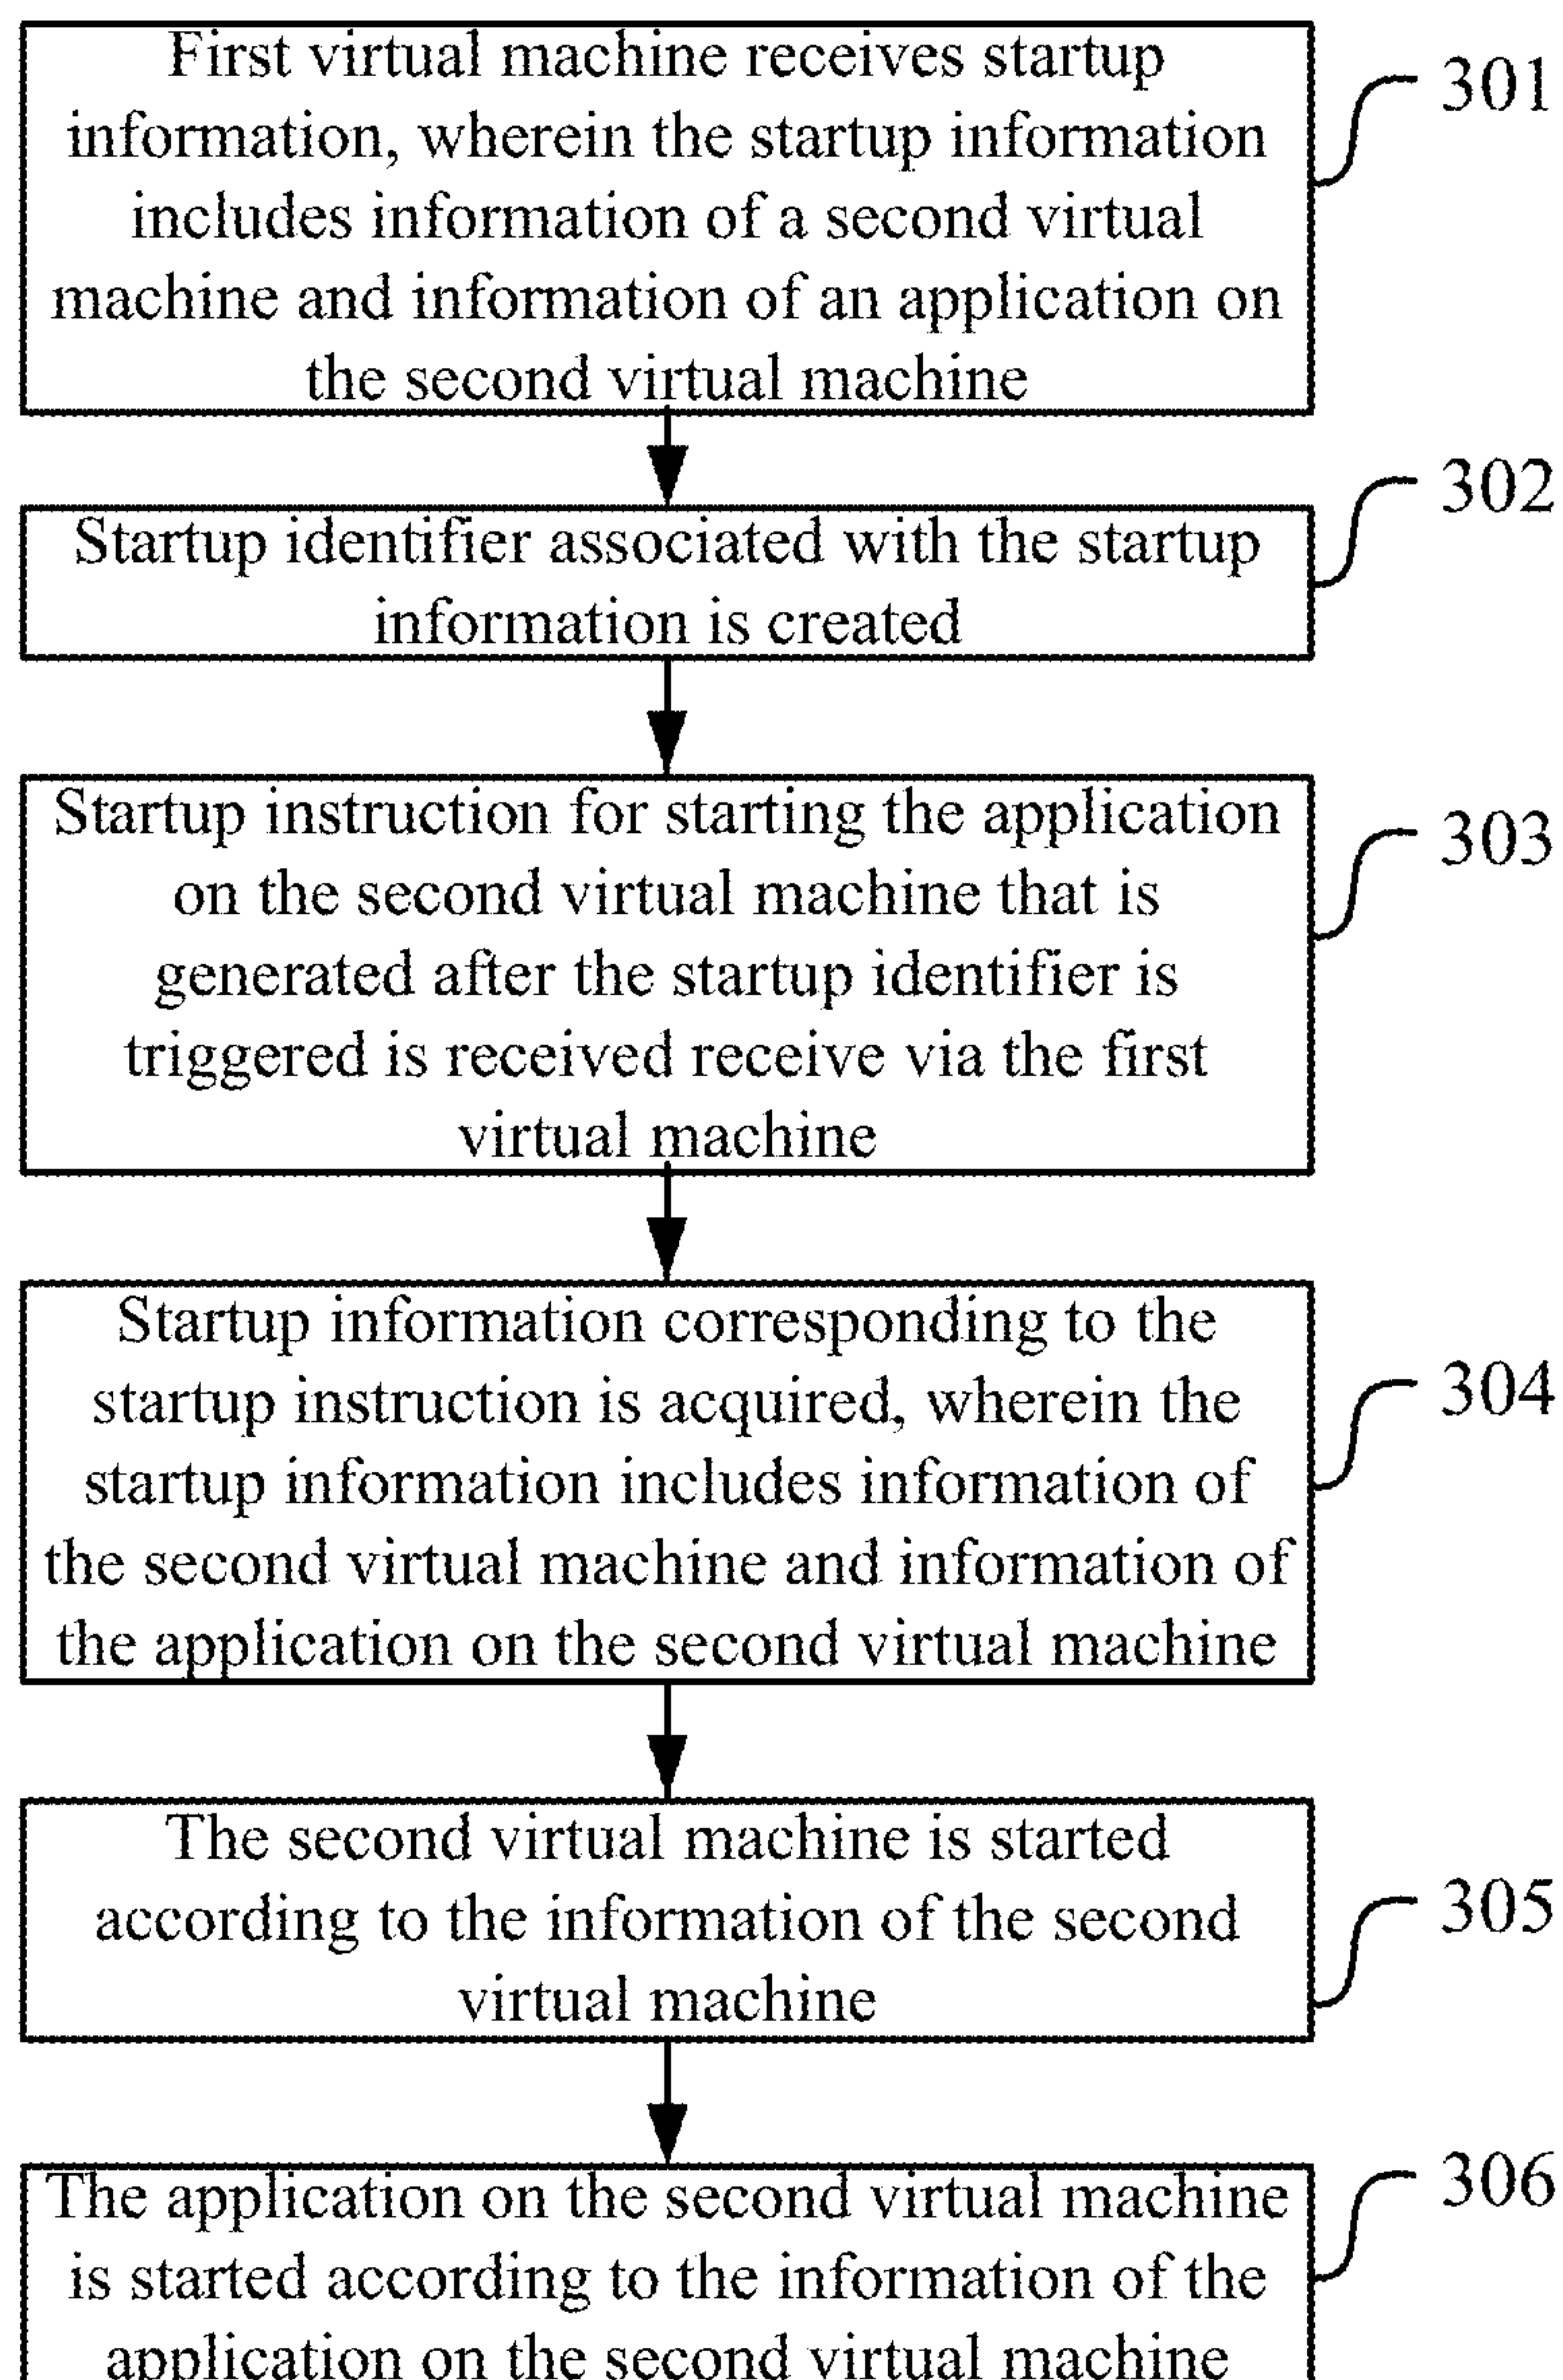 First virtual machine receives startup
information, wherein the startup information
includes information of a second virtual
machine and information of an application on
the second virtual machine
301
Startup identifier associated with the startup
information is created
302
Startup instruction for starting the application
on the second virtual machine that is
generated after the startup identifier is
triggered is received receive via the first
virtual machine
303
Startup information corresponding to the
startup instruction is acquired, wherein the
startup information includes information of
the second virtual machine and information of
the application on the second virtual machine
304
The second virtual machine is started
according to the information of the second
virtual machine
305
The application on the second virtual machine
is started according to the information of the
application on the second virtual machine
306